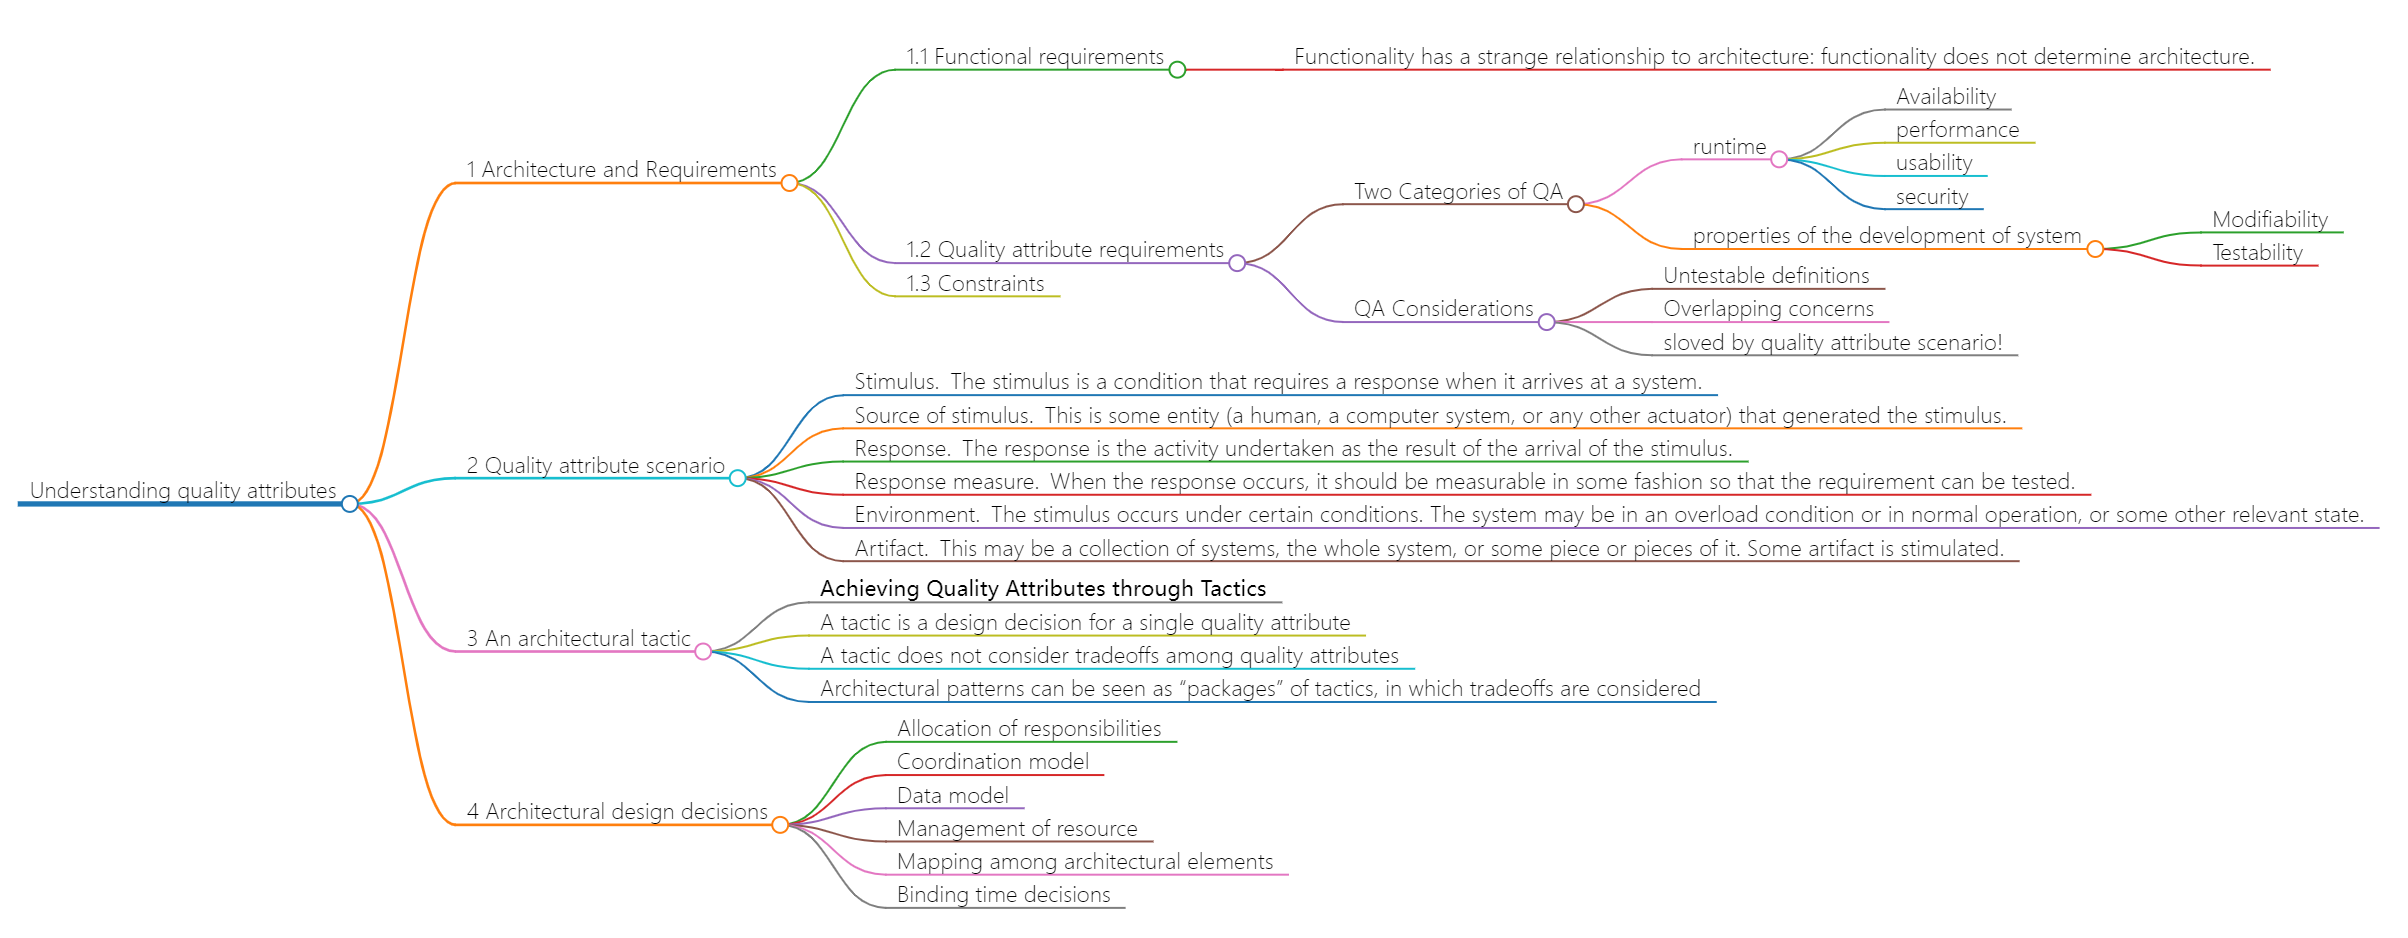 Understanding quality attributes
1 Architecture and Requirements
1.1 Functional requirements
Functionality has a strange relationship to architecture: functionality does not determine architecture.
1.2 Quality attribute requirements
Two Categories of QA
runtime
Availability
performance
usability
security
properties of the development of system
Modifiability
Testability
QA Considerations
Untestable definitions
Overlapping concerns
sloved by quality attribute scenario!
1.3 Constraints
2 Quality attribute scenario
Stimulus.  The stimulus is a condition that requires a response when it arrives at a system.
Source of stimulus.  This is some entity (a human, a computer system, or any other actuator) that generated the stimulus.
Response.  The response is the activity undertaken as the result of the arrival of the stimulus.
Response measure.  When the response occurs, it should be measurable in some fashion so that the requirement can be tested.
Environment.  The stimulus occurs under certain conditions. The system may be in an overload condition or in normal operation, or some other relevant state.
Artifact.  This may be a collection of systems, the whole system, or some piece or pieces of it. Some artifact is stimulated.
3 An architectural tactic
Achieving Quality Attributes through Tactics
A tactic is a design decision for a single quality attribute
A tactic does not consider tradeoffs among quality attributes
Architectural patterns can be seen as “packages” of tactics, in which tradeoffs are considered
4 Architectural design decisions
Allocation of responsibilities
Coordination model
Data model
Management of resource
Mapping among architectural elements
Binding time decisions